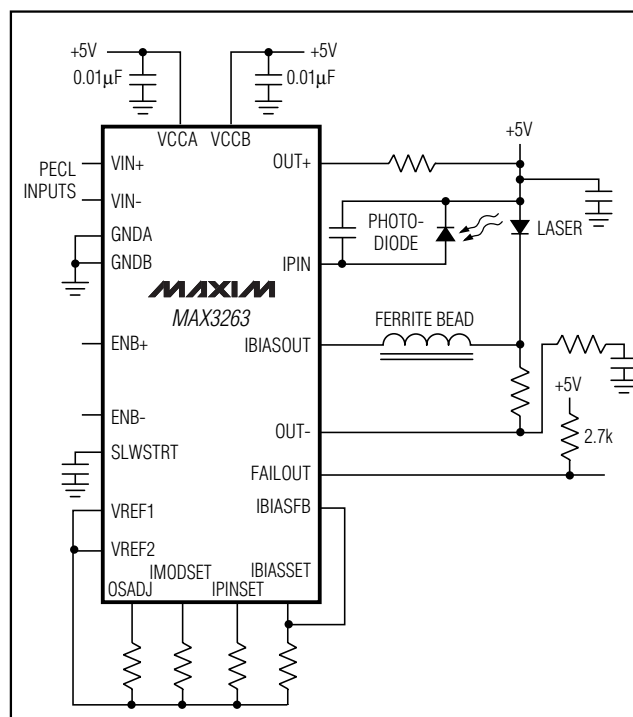 +5V
+5V
0.01µF
0.01µF
+5V
VCCA
VCCB
PECL
INPUTS
VIN+
VIN-
GNDA
GNDB
OUT+
PHOTO-
DIODE
LASER
IPIN
MAXIM
MAX3263
FERRITE BEAD
ENB+
IBIASOUT
ENB-
+5V
OUT-
2.7k
SLWSTRT
FAILOUT
VREF1
IBIASFB
VREF2
IMODSET
IBIASSET
OSADJ
IPINSET